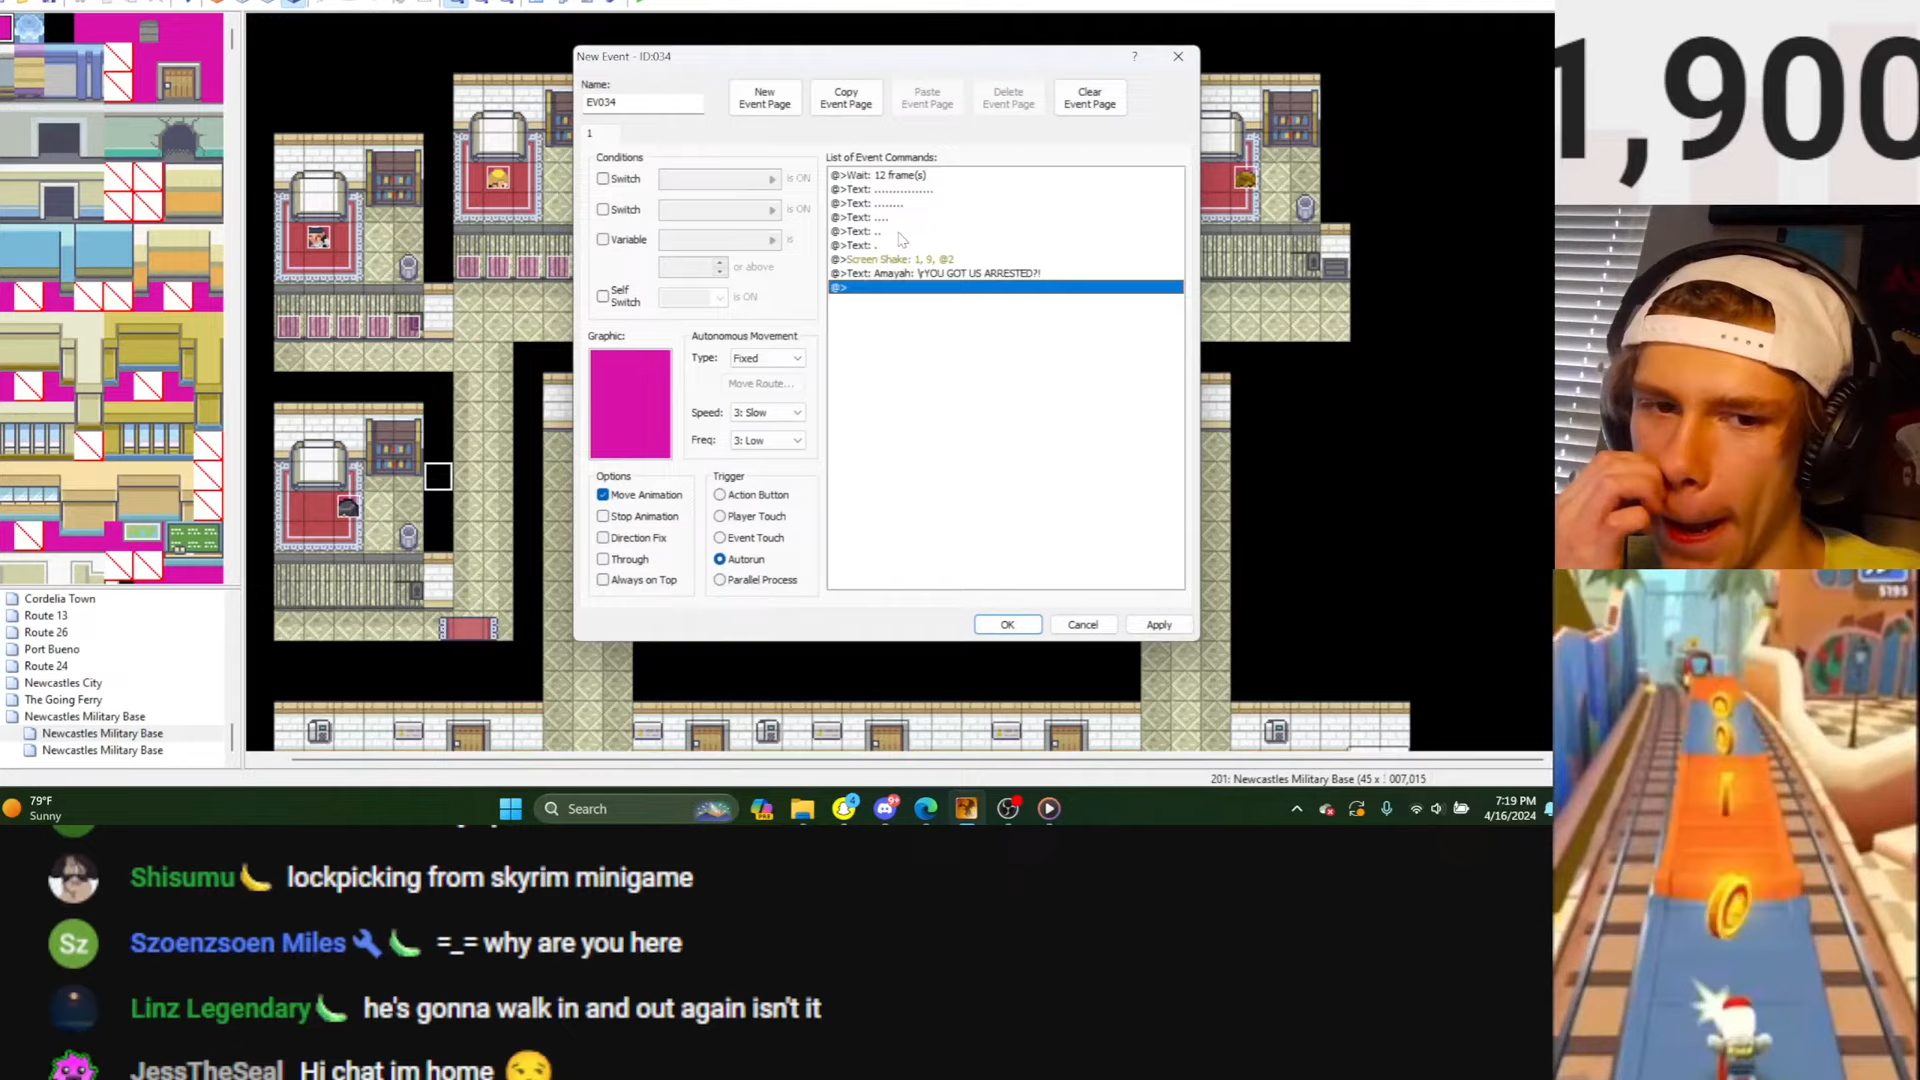 New Event - ID:034
?
Name:
EV034
New
Event Page
Copy
Event Page
Paste
Event Page
Delete
Event Page
Clear
Event Page
1
Conditions
Switch
is ON
Switch
is ON
Variable
is
or above
Self
Switch
is ON
Graphic:
Autonomous Movement
Type:
Fixed
Move Route...
Speed:
3: Slow
Freq:
3: Low
Options
Move Animation
Stop Animation
Direction Fix
Through
Always on Top
Trigger
Action Button
Player Touch
Event Touch
Autorun
Parallel Process
List of Event Commands:
@>Wait: 12 frame(s)
@>Text: ................
@>Text: ........
@>Text: ....
@>Text: ..
@>Text: .
@>Screen Shake: 1, 9, @2
@>Text: Amayah: \rYOU GOT US ARRESTED?!
@>
OK
Cancel
Apply
1,900
Cordelia Town
Route 13
Route 26
Port Bueno
Route 24
Newcastles City
The Going Ferry
Newcastles Military Base
Newcastles Military Base
Newcastles Military Base
201: Newcastles Military Base (45 x
007,015
79°F
Sunny
Search
7:19 PM
4/16/2024
Shisumu lockpicking from skyrim minigame
Sz Szoenzsoen Miles =_= why are you here
Linz Legendary he's gonna walk in and out again isn't it
JessTheSeal Hi chat im home